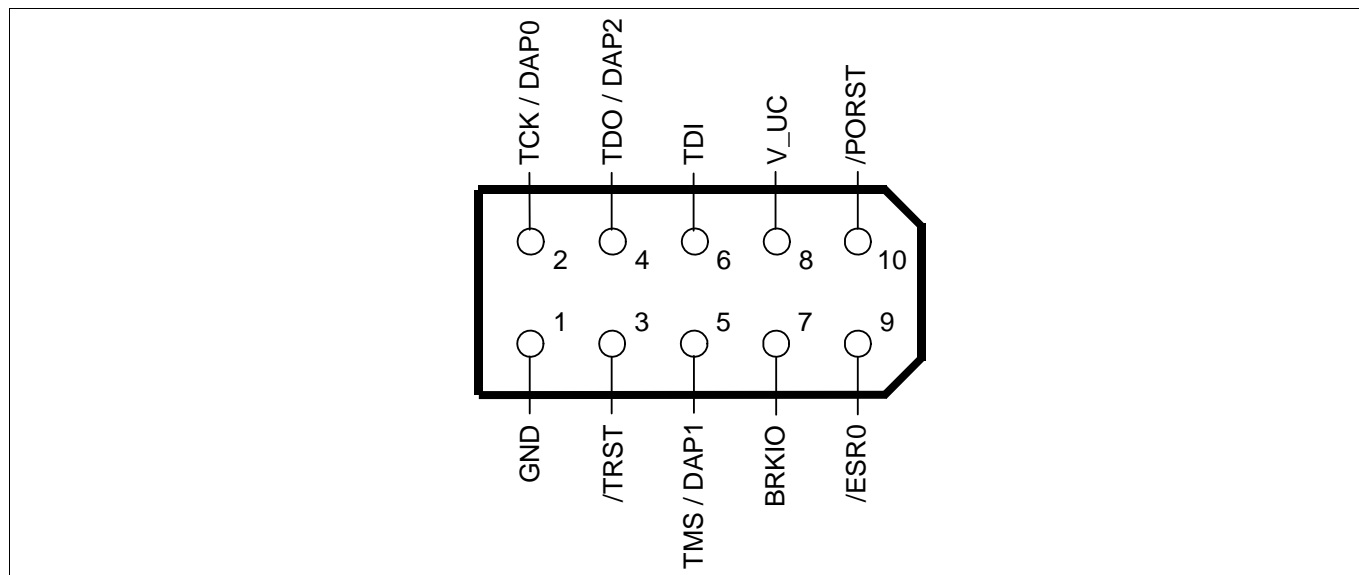 TCK / DAP0
TDO / DAP2
TDI
V_UC
/PORST
2
4
6
8
10
1
3
5
7
9
GND
/TRST
TMS / DAP1
BRKIO
/ESR0